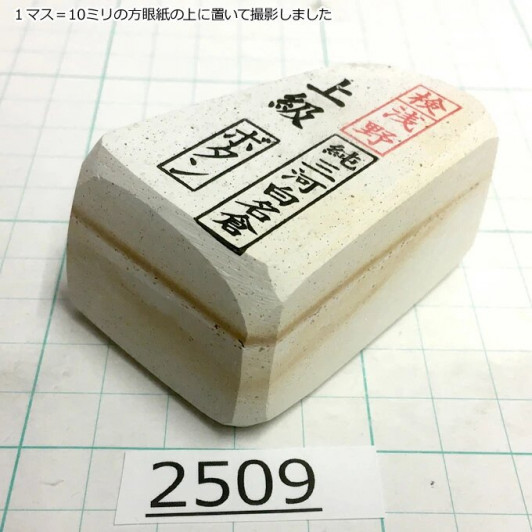 １マス＝10ミリの方眼紙の上に置いて撮影しました
検浅野
上級
純三河白名倉
ボタン
2509